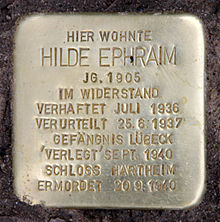 HIER WOHNTE
HILDE EPHRAIM
JG. 1905
IM WIDERSTAND
VERHAFTET JULI 1936
VERURTEILT 25.6.1937
GEFÄNGNIS LÜBECK
'VERLEGT' SEPT. 1940
SCHLOSS HARTHEIM
ERMORDET 20.9.1940